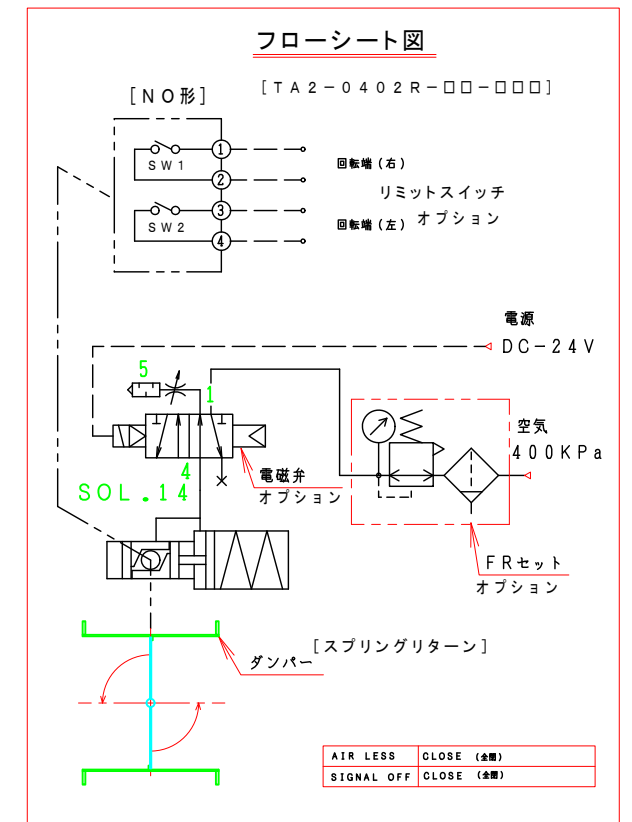 フローシート図
[TA2-0402R-□□-□□□]
[NO形]
SW1
1
2
回転端(右)
リミットスイッチ
オプション
SW2
3
4
回転端(左)
電源
DC-24V
5
1
空気
400KPa
4
SOL.14
電磁弁
オプション
FRセット
オプション
ダンパー
[スプリングリターン]
AIR LESS CLOSE (全閉)
SIGNAL OFF CLOSE (全閉)